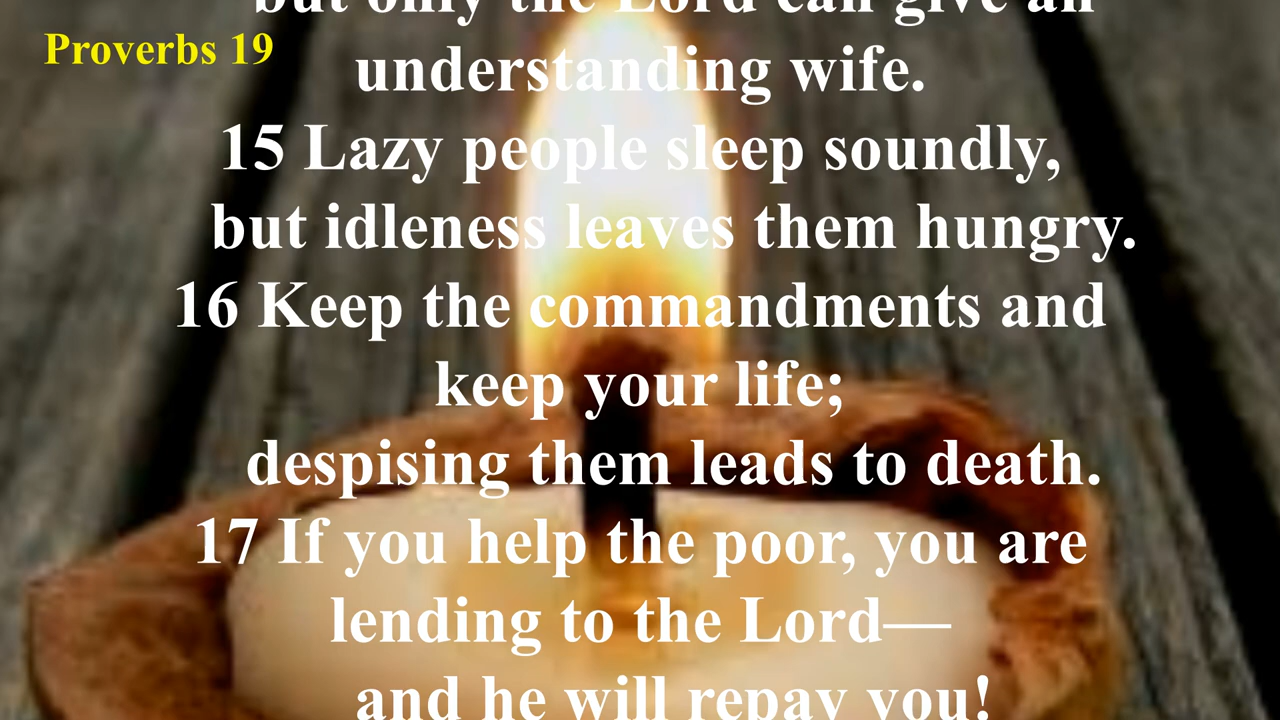 but only the Lord can give an
Proverbs 19
understanding wife.
15 Lazy people sleep soundly,
but idleness leaves them hungry.
16 Keep the commandments and
keep your life;
despising them leads to death.
17 If you help the poor, you are
lending to the Lord—
and he will repay you!